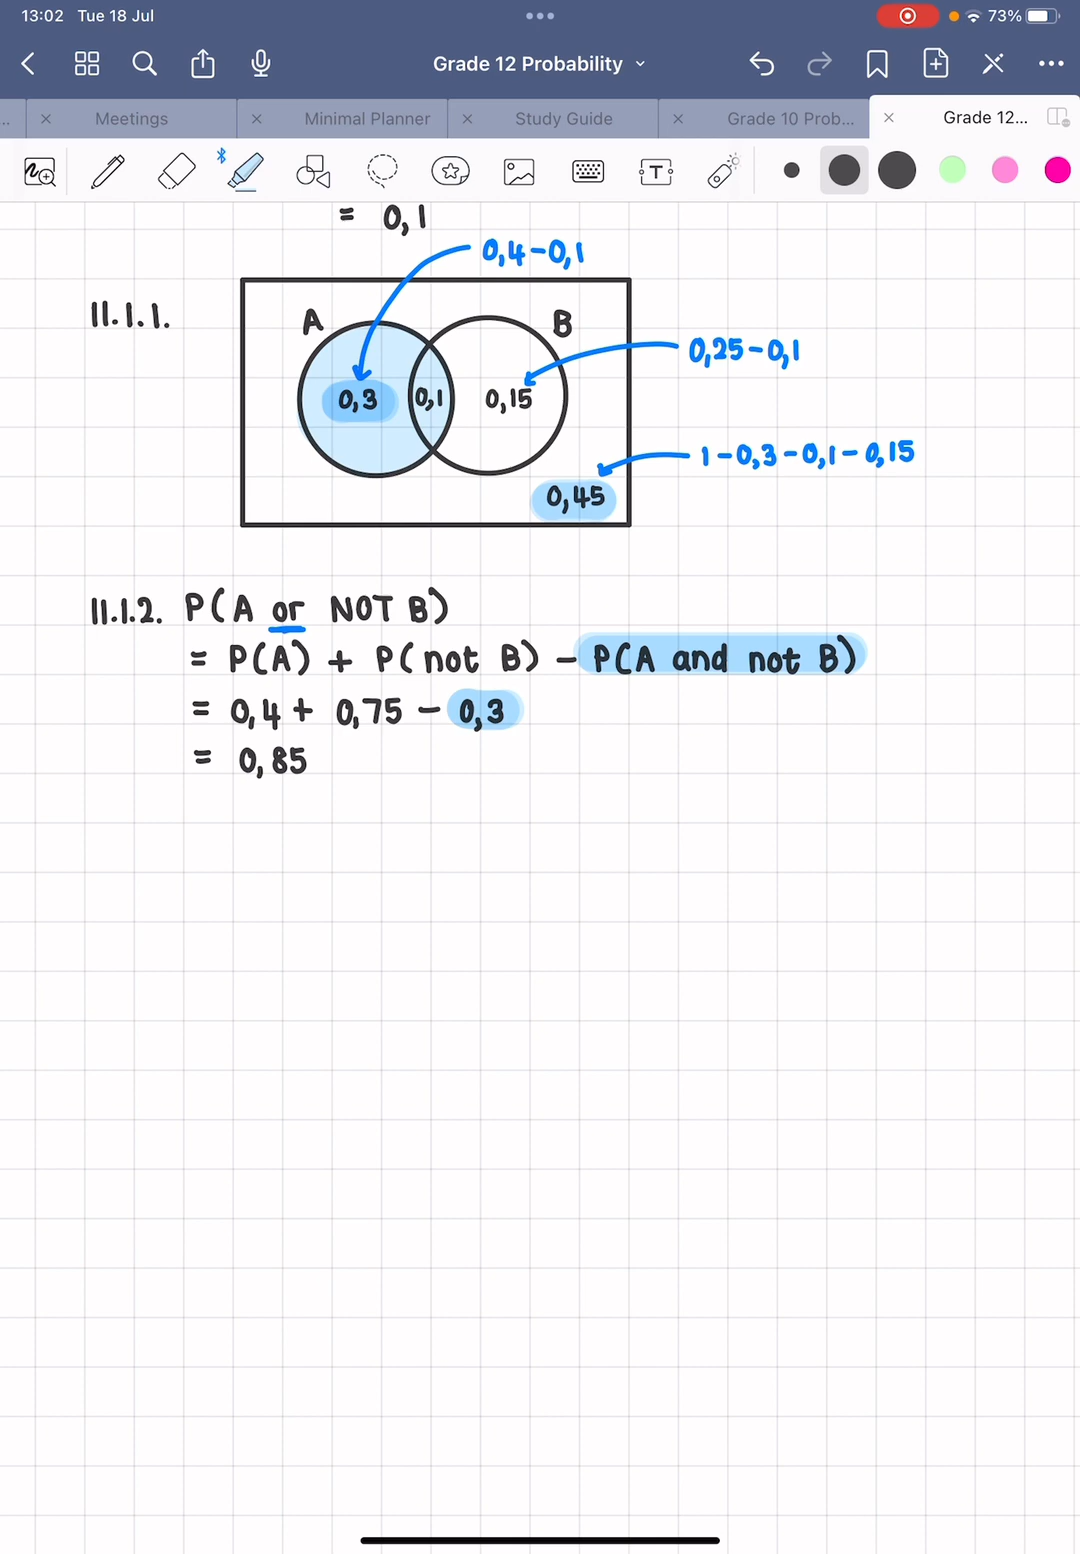 13:02 Tue 18 Jul
73%
Grade 12 Probability
Meetings
Minimal Planner
Study Guide
Grade 10 Prob...
Grade 12...
T
= 0,1
0,4-0,1
11.1.1.
A
B
0,25-0,1
0,3
0,1
0,15
1-0,3-0,1-0,15
0,45
11.1.2. P(A or NOT B)
= P(A) + P(not B) - P(A and not B)
= 0,4 + 0,75 - 0,3
= 0,85